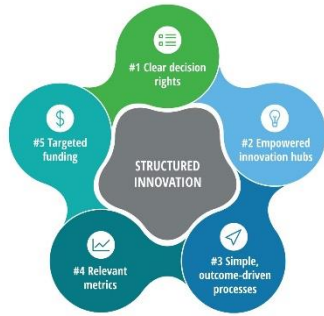 #1 Clear decision
rights
#2 Empowered
innovation hubs
#3 Simple,
outcome-driven
processes
#4 Relevant
metrics
#5 Targeted
funding
$
STRUCTURED
INNOVATION